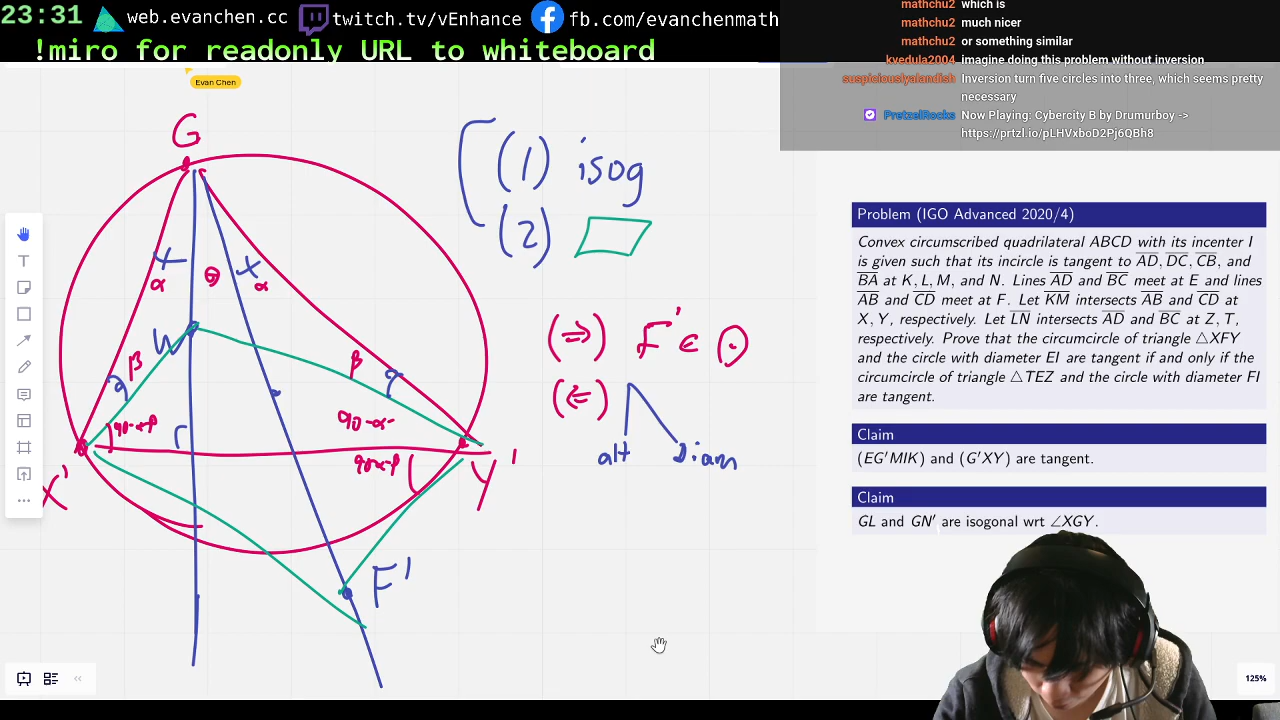 23:31 web.evanchen.cc twitch.tv/vEnhance fb.com/evanchenmath
!miro for readonly URL to whiteboard
mathchu2 which is
mathchu2 much nicer
mathchu2 or something similar
kvedula2004 imagine doing this problem without inversion
suspiciouslyalandish Inversion turn five circles into three, which seems pretty
necessary
PretzelRocks Now Playing: Cybercity B by Drumurboy ->
https://prtzl.io/pLHVxboD2Pj6QBh8
Evan Chen
G
(1) isog
(2)
α
θ
α
W
β
β
90-α-β
90-α-
90-α-β
X'
Y'
F'
(⇒) F' ∈ ⊙
(⇐)
alt Diam
Problem (IGO Advanced 2020/4)
Convex circumscribed quadrilateral ABCD with its incenter I
is given such that its incircle is tangent to AD, DC, CB, and
BA at K, L, M, and N. Lines AD and BC meet at E and lines
AB and CD meet at F. Let KM intersects AB and CD at
X, Y, respectively. Let LN intersects AD and BC at Z, T,
respectively. Prove that the circumcircle of triangle △XFY
and the circle with diameter EI are tangent if and only if the
circumcircle of triangle △TEZ and the circle with diameter FI
are tangent.
Claim
(EG'MIK) and (G'XY) are tangent.
Claim
GL and GN' are isogonal wrt ∠XGY.
125%